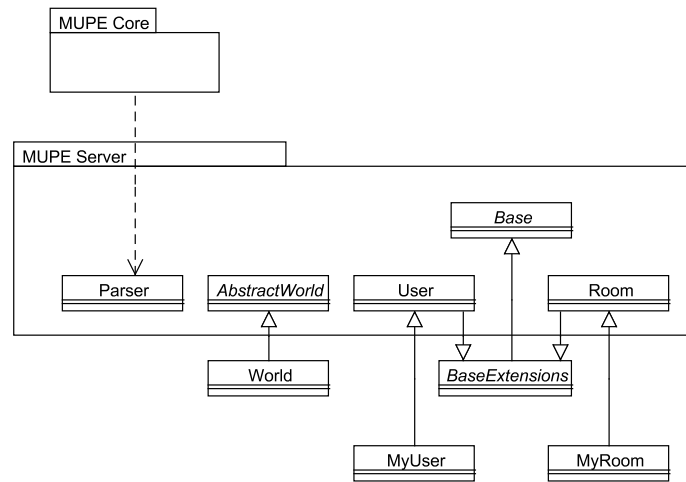 MUPE Core
MUPE Server
Base
Parser
AbstractWorld
User
Room
World
BaseExtensions
MyUser
MyRoom